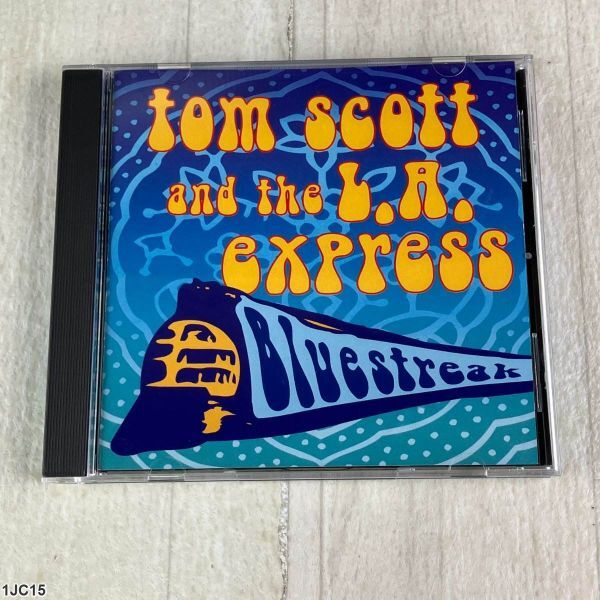 tom scott
and the L.A.
express
Bluestreak
1JC15